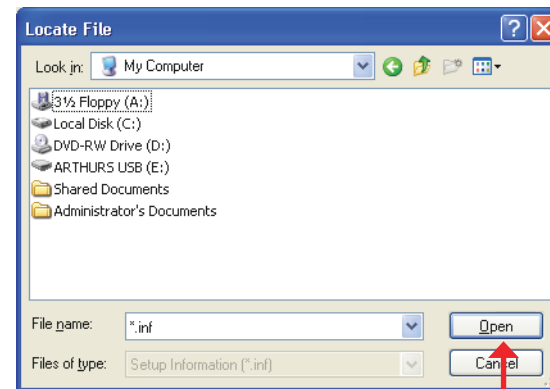 Locate File
Look in: My Computer
3½ Floppy (A:)
Local Disk (C:)
DVD-RW Drive (D:)
ARTHURS USB (E:)
Shared Documents
Administrator's Documents
File name: *.inf Open
Files of type: Setup Information (*.inf) Cancel